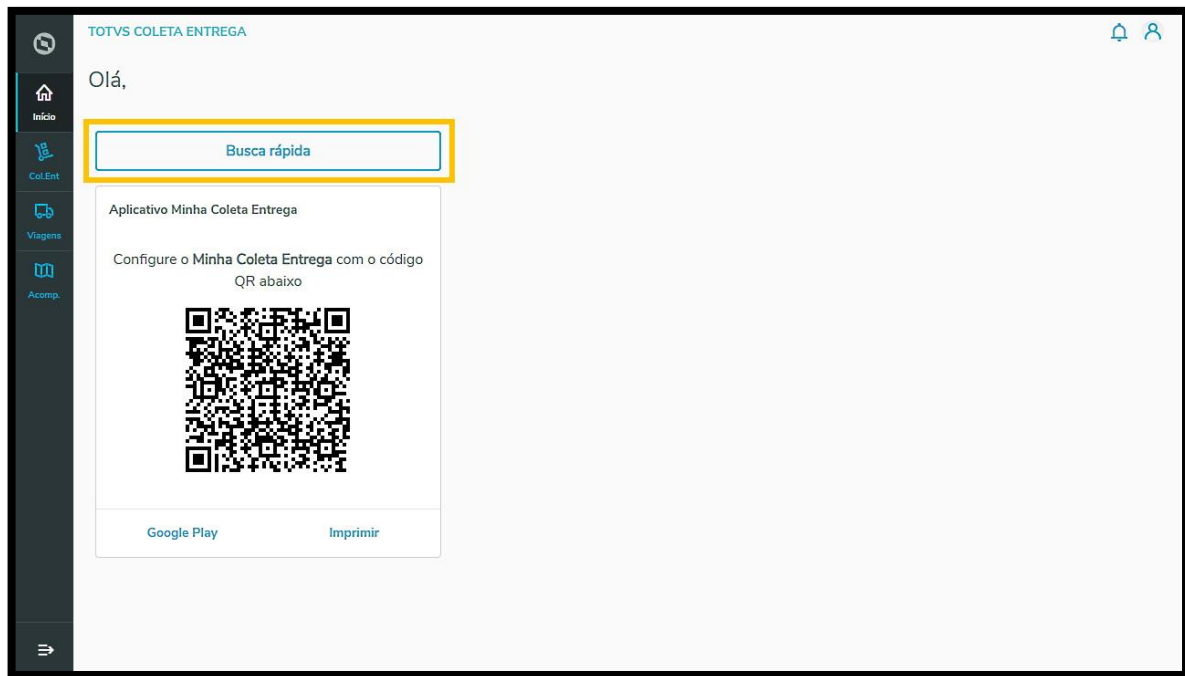 TOTVS COLETA ENTREGA
Olá,
Início
Col.Ent
Viagens
Acomp.
Busca rápida
Aplicativo Minha Coleta Entrega
Configure o Minha Coleta Entrega com o código
QR abaixo
Google Play
Imprimir